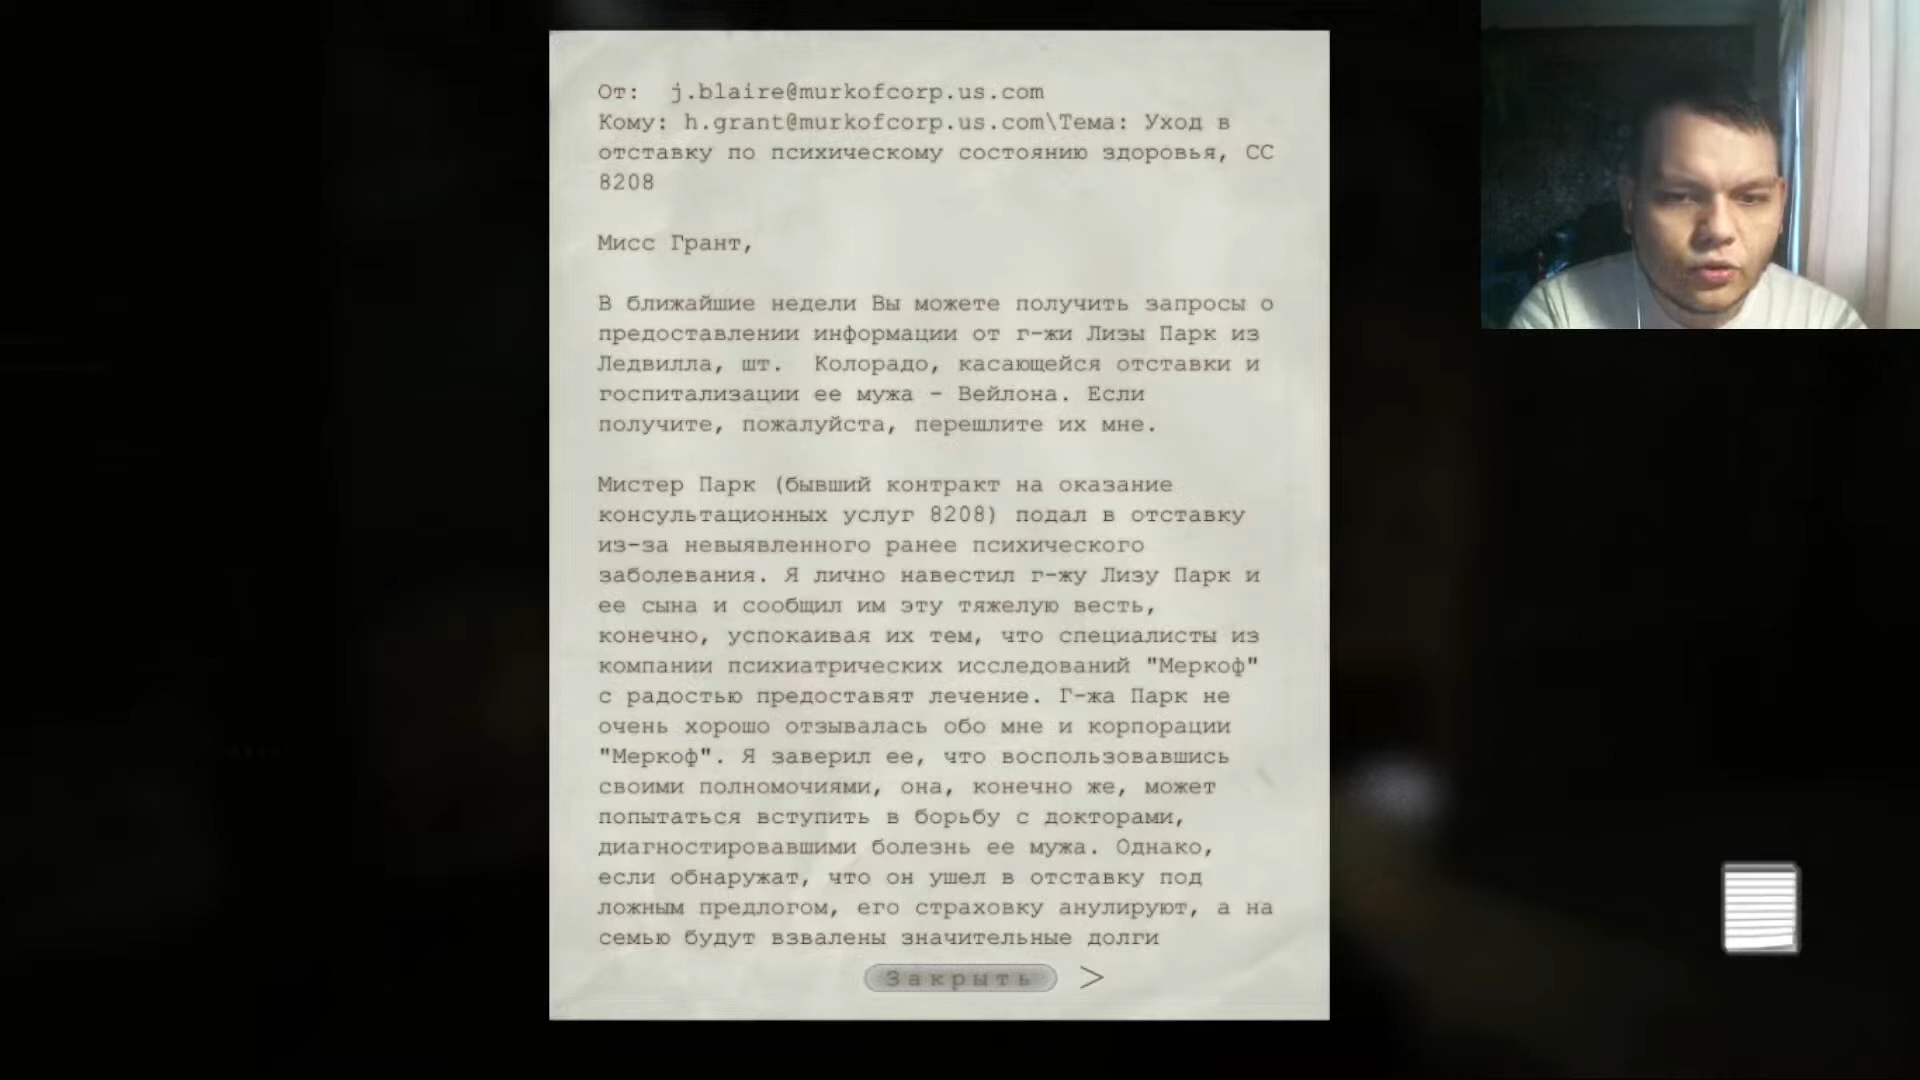 От:  j.blaire@murkofcorp.us.com
Кому: h.grant@murkofcorp.us.com\Тема: Уход в
отставку по психическому состоянию здоровья, СС
8208
Мисс Грант,
В ближайшие недели Вы можете получить запросы о
предоставлении информации от г-жи Лизы Парк из
Ледвилла, шт.  Колорадо, касающейся отставки и
госпитализации ее мужа - Вейлона. Если
получите, пожалуйста, перешлите их мне.
Мистер Парк (бывший контракт на оказание
консультационных услуг 8208) подал в отставку
из-за невыявленного ранее психического
заболевания. Я лично навестил г-жу Лизу Парк и
ее сына и сообщил им эту тяжелую весть,
конечно, успокаивая их тем, что специалисты из
компании психиатрических исследований "Меркоф"
с радостью предоставят лечение. Г-жа Парк не
очень хорошо отзывалась обо мне и корпорации
"Меркоф". Я заверил ее, что воспользовавшись
своими полномочиями, она, конечно же, может
попытаться вступить в борьбу с докторами,
диагностировавшими болезнь ее мужа. Однако,
если обнаружат, что он ушел в отставку под
ложным предлогом, его страховку анулируют, а на
семью будут взвалены значительные долги
Закрыть >